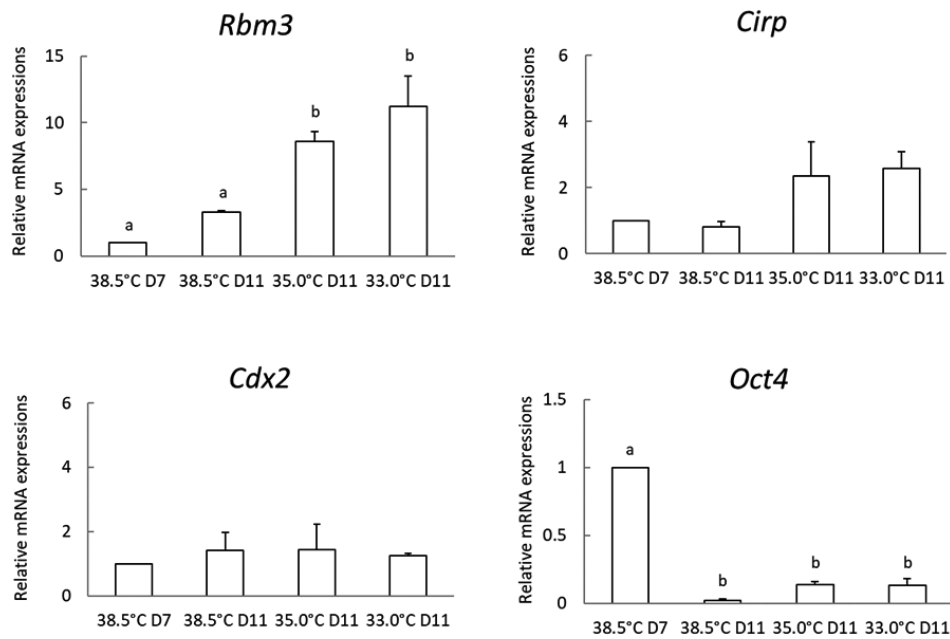 Rbm3
Relative mRNA expressions
15
10
5
0
a
a
b
b
38.5°C D7 38.5°C D11 35.0°C D11 33.0°C D11
Cirp
Relative mRNA expressions
6
4
2
0
38.5°C D7 38.5°C D11 35.0°C D11 33.0°C D11
Cdx2
Relative mRNA expressions
6
4
2
0
38.5°C D7 38.5°C D11 35.0°C D11 33.0°C D11
Oct4
Relative mRNA expressions
1.5
1
0.5
0
a
b
b
b
38.5°C D7 38.5°C D11 35.0°C D11 33.0°C D11